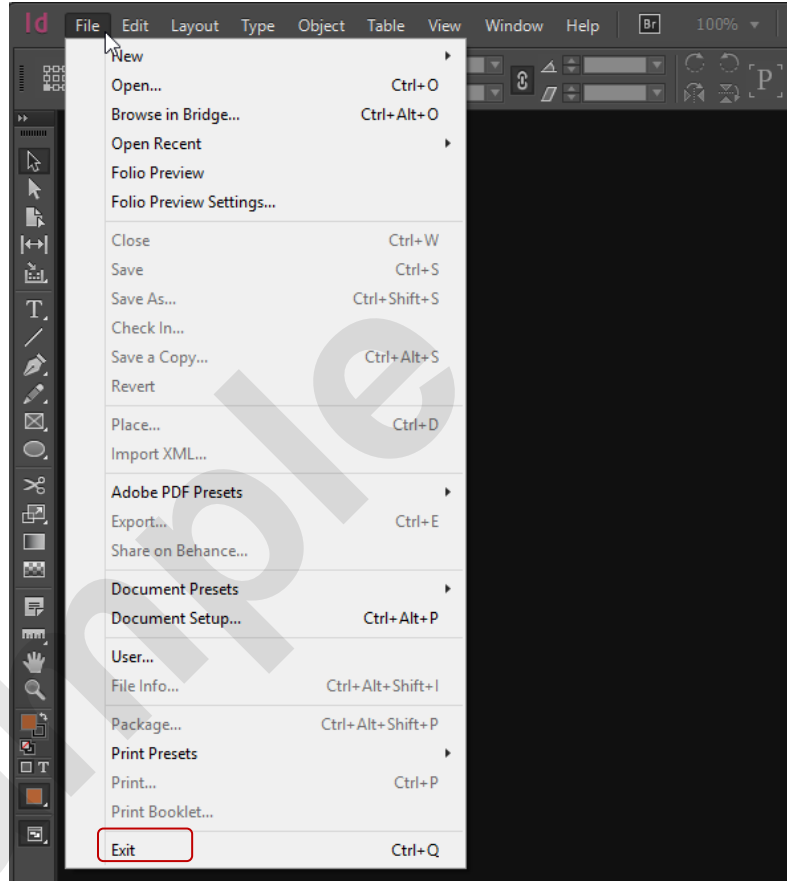 Id File Edit Layout Type Object Table View Window Help Br 100%
New
Open... Ctrl+O
Browse in Bridge... Ctrl+Alt+O
Open Recent
Folio Preview
Folio Preview Settings...
Close Ctrl+W
Save Ctrl+S
Save As... Ctrl+Shift+S
Check In...
Save a Copy... Ctrl+Alt+S
Revert
Place... Ctrl+D
Import XML...
Adobe PDF Presets
Export... Ctrl+E
Share on Behance...
Document Presets
Document Setup... Ctrl+Alt+P
User...
File Info... Ctrl+Alt+Shift+I
Package... Ctrl+Alt+Shift+P
Print Presets
Print... Ctrl+P
Print Booklet...
Exit Ctrl+Q
P
T
T
mple